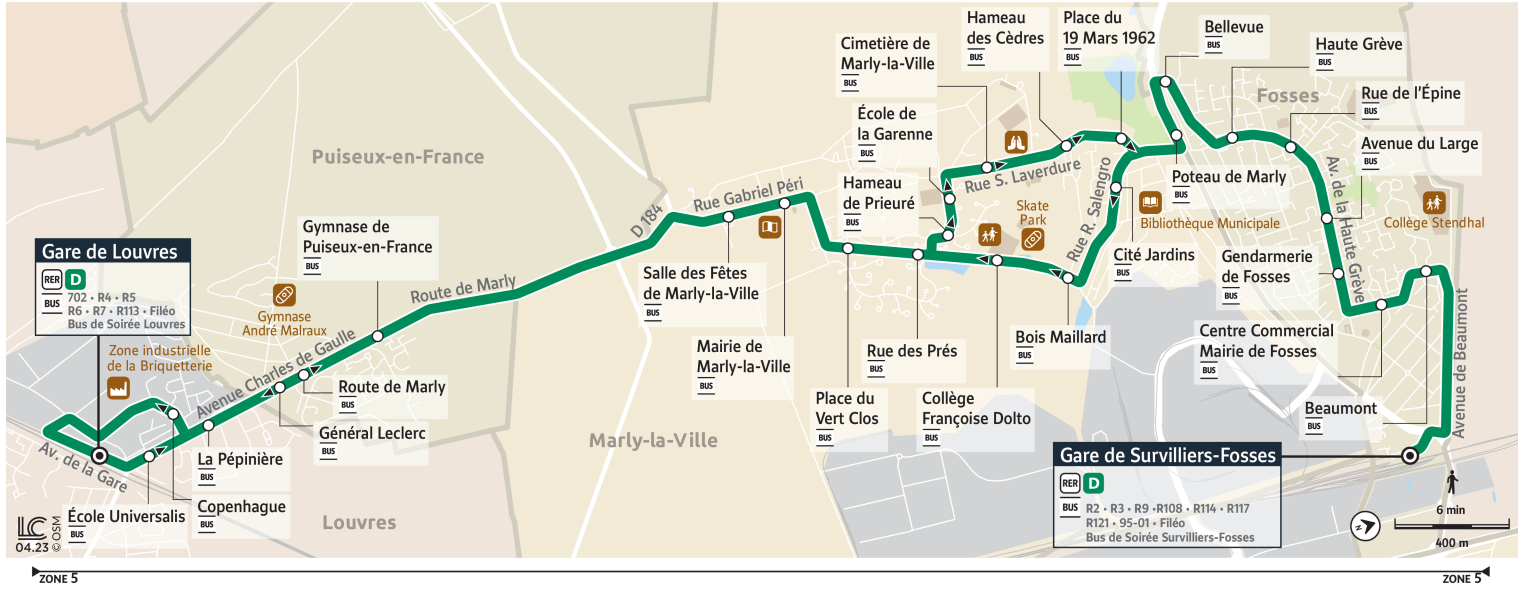 Hameau
des Cèdres
BUS
Place du
19 Mars 1962
BUS
Bellevue
BUS
Cimetière de
Marly-la-Ville
BUS
Haute Grève
BUS
Fosses
Rue de l'Épine
BUS
École de
la Garenne
BUS
Avenue du Large
BUS
Puiseux-en-France
Hameau
de Prieuré
BUS
Rue S. Laverdure
Rue R. Salengro
Poteau de Marly
BUS
Av. de la Haute Grève
Rue Gabriel Péri
D 184
Skate
Park
Bibliothèque Municipale
Collège Stendhal
Gymnase de
Puiseux-en-France
BUS
Gare de Louvres
RER D
BUS
702 • R4 • R5
R6 • R7 • R113 • Filéo
Bus de Soirée Louvres
Salle des Fêtes
de Marly-la-Ville
BUS
Cité Jardins
BUS
Gendarmerie
de Fosses
BUS
Route de Marly
Gymnase
André Malraux
Zone industrielle
de la Briquetterie
Avenue Charles de Gaulle
Mairie de
Marly-la-Ville
BUS
Rue des Prés
BUS
Bois Maillard
BUS
Centre Commercial
Mairie de Fosses
BUS
Avenue de Beaumont
Route de Marly
BUS
Place du
Vert Clos
BUS
Collège
Françoise Dolto
BUS
Beaumont
BUS
Général Leclerc
BUS
Marly-la-Ville
Av. de la Gare
La Pépinière
BUS
Gare de Survilliers-Fosses
RER D
BUS
R2 • R3 • R9 •R108 • R114 • R117
R121 • 95-01 • Filéo
Bus de Soirée Survilliers-Fosses
Copenhague
BUS
École Universalis
BUS
Louvres
LC
04.23
© OSM
N
6 min
400 m
ZONE 5
ZONE 5